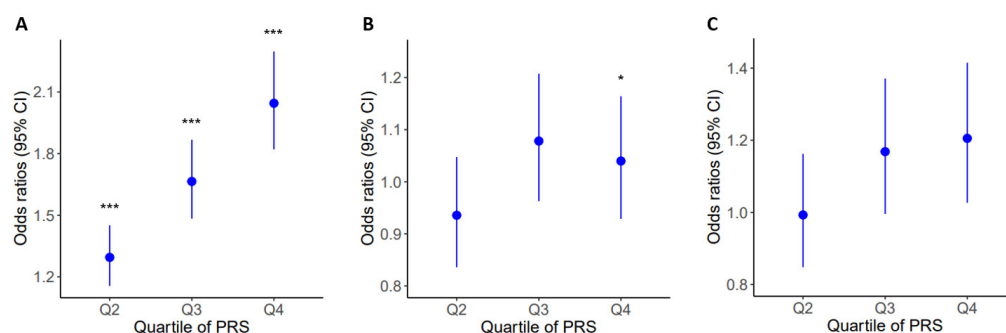 A
Odds ratios (95% CI)
2.1
1.8
1.5
1.2
***
***
***
Q2 Q3 Q4
Quartile of PRS
B
Odds ratios (95% CI)
1.2
1.1
1.0
0.9
0.8
*
Q2 Q3 Q4
Quartile of PRS
C
Odds ratios (95% CI)
1.4
1.2
1.0
0.8
Q2 Q3 Q4
Quartile of PRS